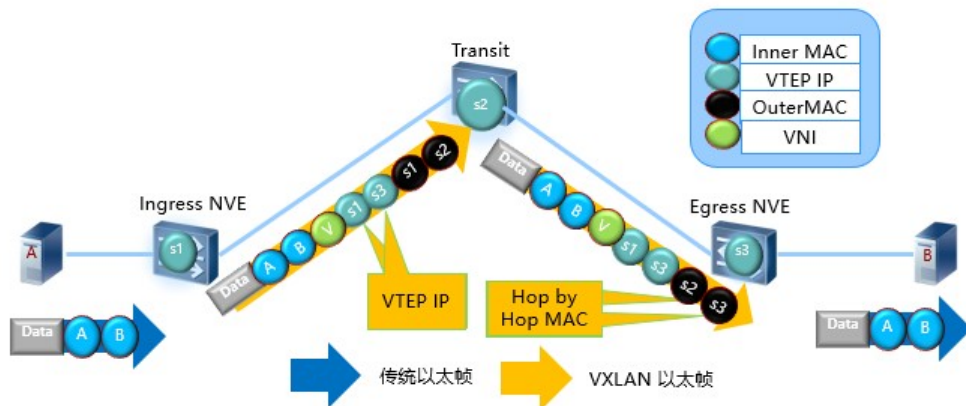 Transit
s2
Inner MAC
VTEP IP
OuterMAC
VNI
Ingress NVE
s1
A
Data A B V s1 s3 s1 s2
Data A B V s1 s3 s2 s3
Egress NVE
s3
B
VTEP IP
Hop by
Hop MAC
Data A B
Data A B
传统以太帧
VXLAN 以太帧